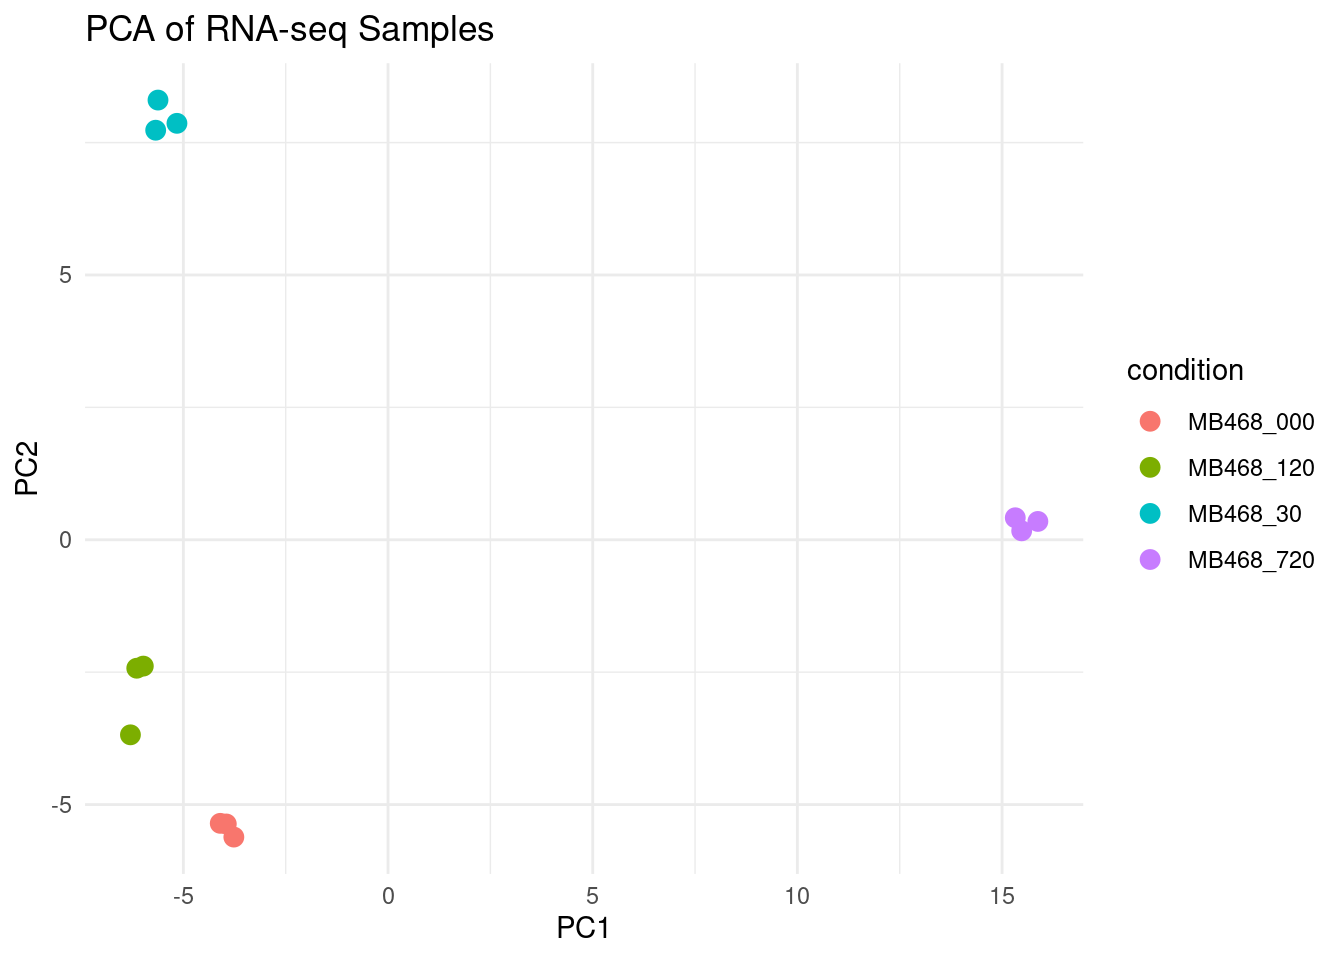 PCA of RNA-seq Samples
5
0
-5
PC2
-5
0
5
10
15
PC1
condition
MB468_000
MB468_120
MB468_30
MB468_720